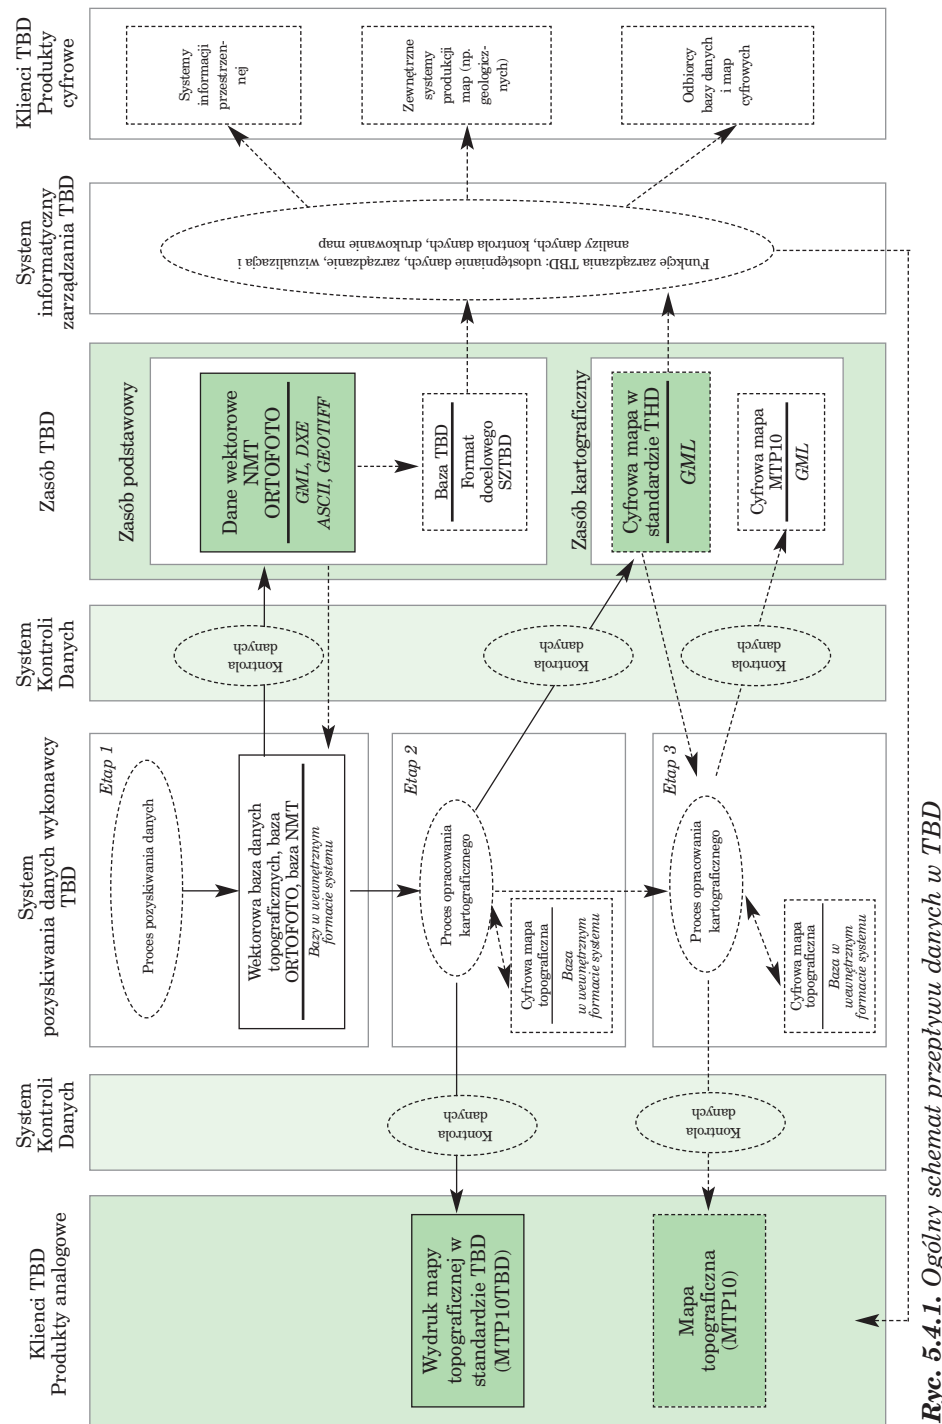 Klienci TBD
Produkty analogowe
System
Kontroli
Danych
System
pozyskiwania danych wykonawcy
TBD
System
Kontroli
Danych
Zasób TBD
System
informatyczny
zarządzania TBD
Klienci TBD
Produkty
cyfrowe
Wydruk mapy
topograficznej w
standardzie TBD
(MTP10TBD)
Mapa
topograficzna
(MTP10)
Kontrola
danych
Kontrola
danych
Etap 1
Proces pozyskiwania danych
Wektorowa baza danych
topograficznych, baza
ORTOFOTO, baza NMT
Bazy w wewnętrznym
formacie systemu
Etap 2
Proces opracowania
kartograficznego
Cyfrowa mapa
topograficzna
Baza
w wewnętrznym
formacie systemu
Etap 3
Proces opracowania
kartograficznego
Cyfrowa mapa
topograficzna
Baza w
wewnętrznym
formacie systemu
Kontrola
danych
Kontrola
danych
Kontrola
danych
Zasób podstawowy
Dane wektorowe
NMT
ORTOFOTO
GML, DXE
ASCII, GEOTIFF
Baza TBD
Format
docelowego
SZTBD
Zasób kartograficzny
Cyfrowa mapa w
standardzie THD
GML
Cyfrowa mapa
MTP10
GML
Funkcje zarządzania TBD: udostępnianie danych, zarządzanie, wizualizacja i
analizy danych, kontrola danych, drukowanie map
Systemy
informacji
przestrzen-
nej
Zewnętrzne
systemy
produkcji
map (np.
geologicz-
nych)
Odbiorcy
bazy danych
i map
cyfrowych
Ryc. 5.4.1. Ogólny schemat przepływu danych w TBD